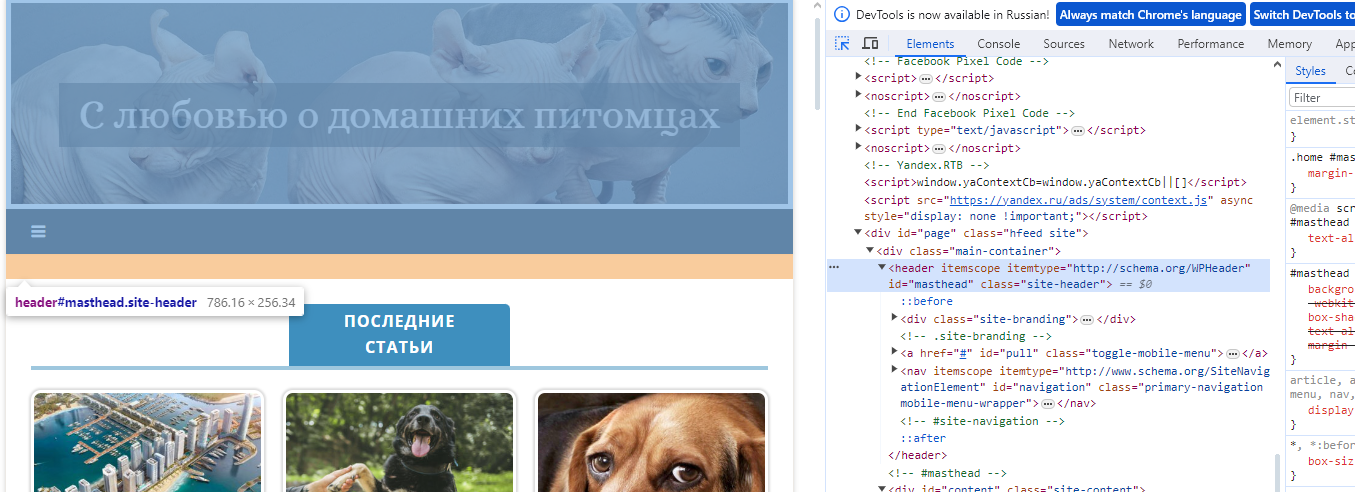 С любовью о домашних питомцах
header#masthead.site-header 786.16 × 256.34
ПОСЛЕДНИЕ
СТАТЬИ
DevTools is now available in Russian! Always match Chrome's language Switch DevTools to
Elements Console Sources Network Performance Memory App
<!-- Facebook Pixel Code -->
<script>…</script>
<noscript>…</noscript>
<!-- End Facebook Pixel Code -->
<script type="text/javascript">…</script>
<noscript>…</noscript>
<!-- Yandex.RTB -->
<script>window.yaContextCb=window.yaContextCb||[]</script>
<script src="https://yandex.ru/ads/system/context.js" async
style="display: none !important;"></script>
<div id="page" class="hfeed site">
<div class="main-container">
<header itemscope itemtype="http://schema.org/WPHeader"
id="masthead" class="site-header"> == $0
::before
<div class="site-branding">…</div>
<!-- .site-branding -->
<a href="#" id="pull" class="toggle-mobile-menu">…</a>
<nav itemscope itemtype="http://www.schema.org/SiteNavig
ationElement" id="navigation" class="primary-navigation
mobile-menu-wrapper">…</nav>
<!-- #site-navigation -->
::after
</header>
<!-- #masthead -->
<div id="content" class="site-content">
Styles Co
Filter
element.st
}
.home #mas
margin-
}
@media scr
#masthead
text-al
}
#masthead
backgro
-webkit
box-sha
text-al
margin-
}
article, a
menu, nav,
display
}
*, *:befor
box-siz
}